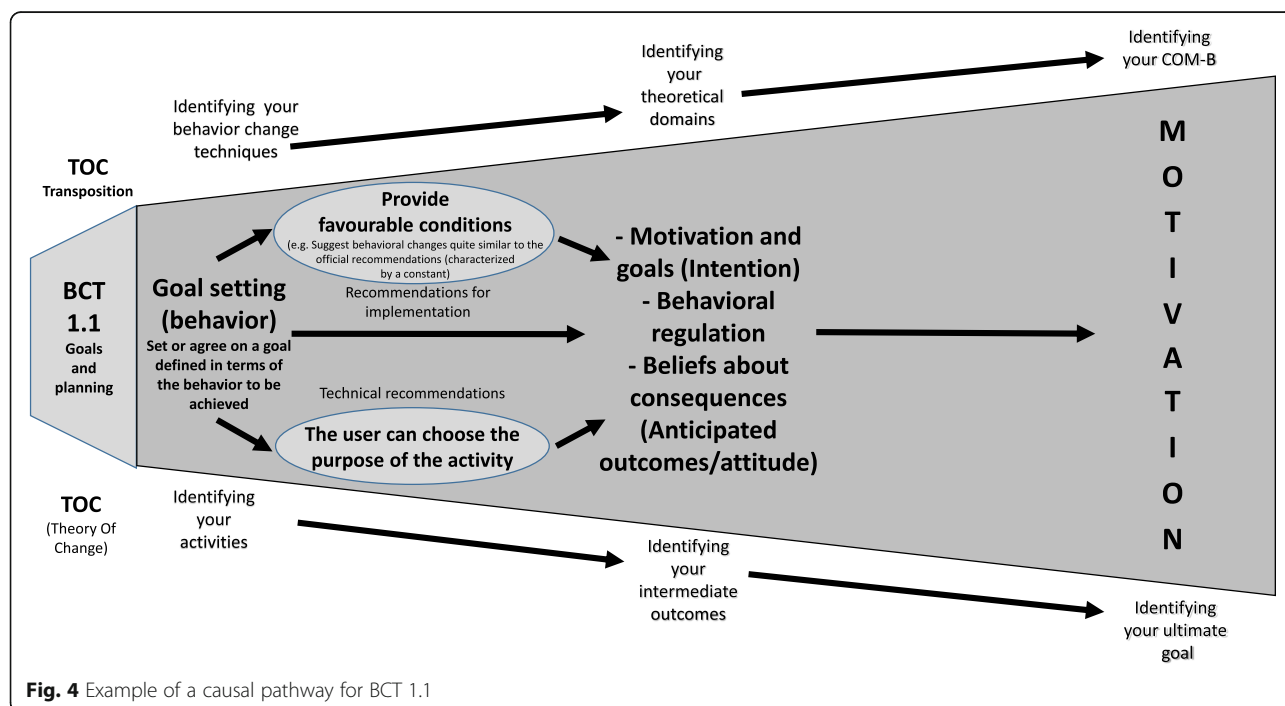 Identifying your
behavior change
techniques
Identifying
your
theoretical
domains
Identifying
your COM-B
TOC
Transposition
BCT
1.1
Goals
and
planning
Goal setting
(behavior)
Set or agree on a goal
defined in terms of
the behavior to be
achieved
Provide
favourable conditions
(e.g. Suggest behavioral changes quite similar to the
official recommendations (characterized
by a constant)
Recommendations for
implementation
Technical recommendations
The user can choose the
purpose of the activity
- Motivation and
goals (Intention)
- Behavioral
regulation
- Beliefs about
consequences
(Anticipated
outcomes/attitude)
M
O
T
I
V
A
T
I
O
N
TOC
(Theory Of
Change)
Identifying
your
activities
Identifying
your
intermediate
outcomes
Identifying
your ultimate
goal
Fig. 4 Example of a causal pathway for BCT 1.1